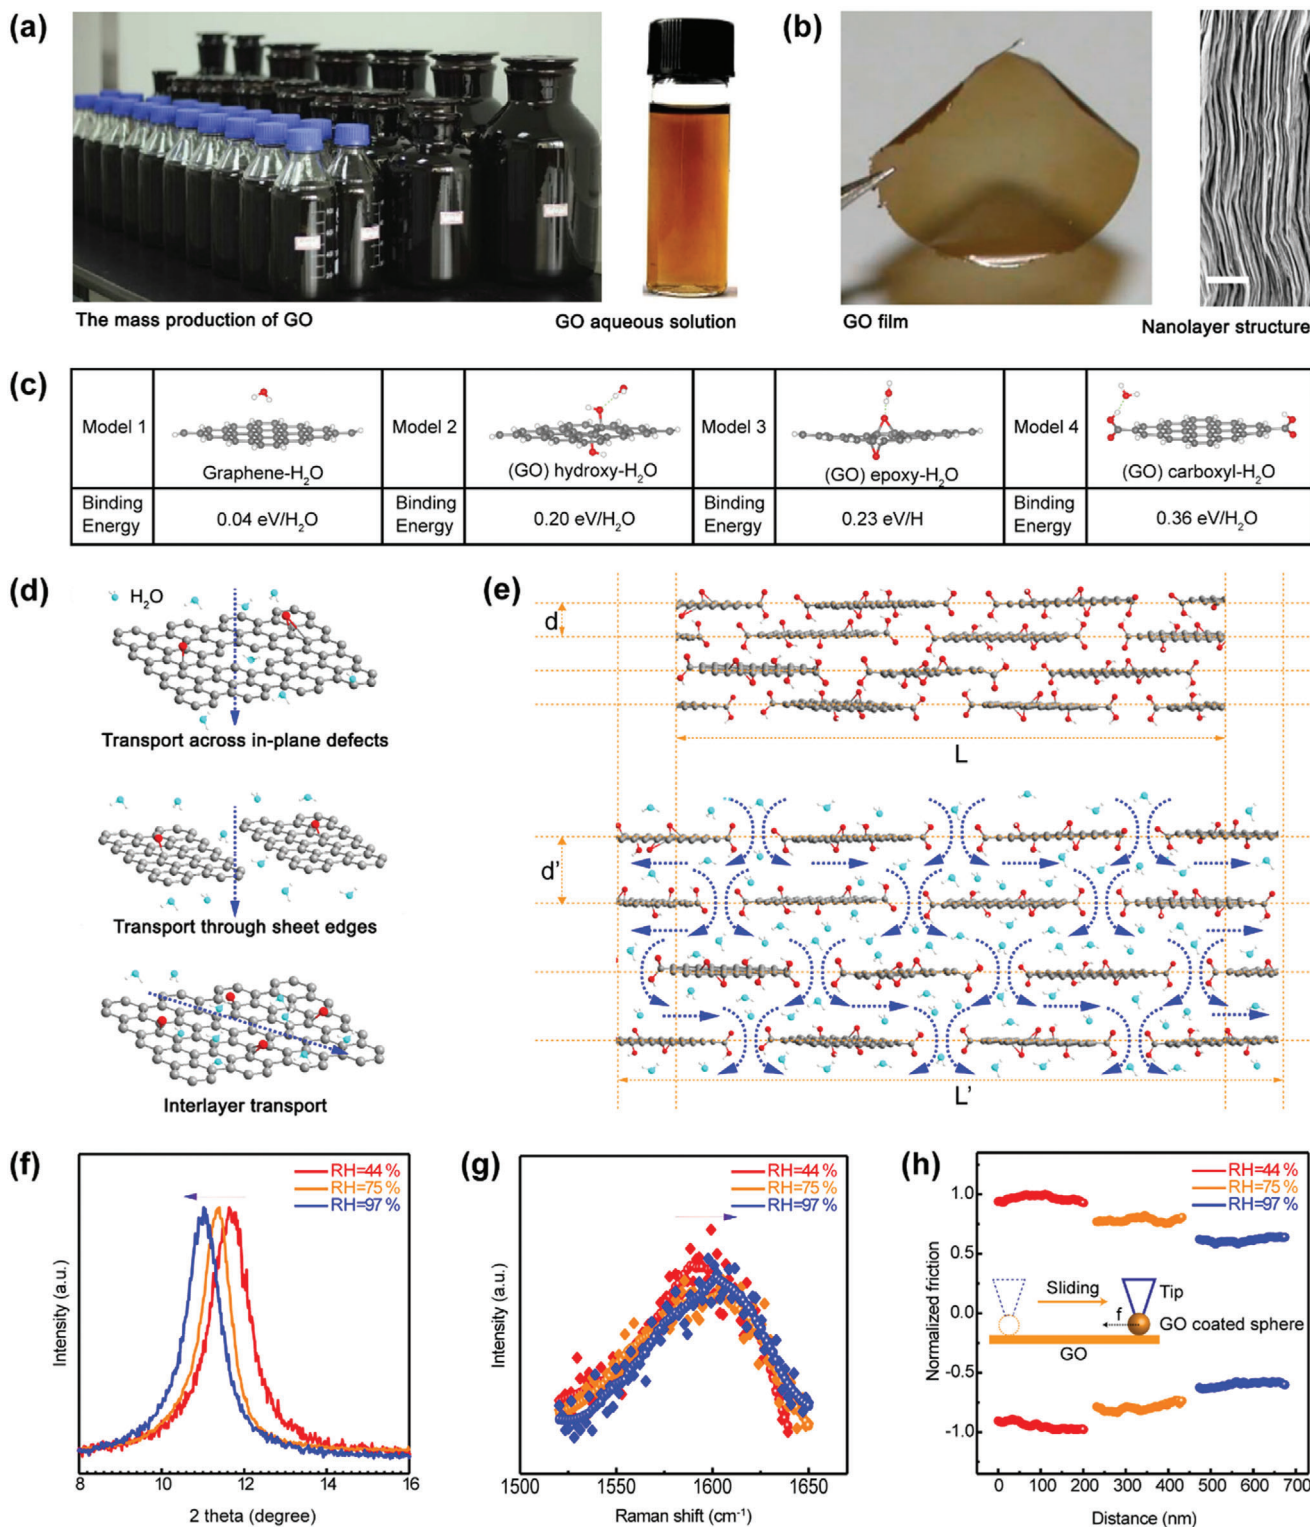 (a)
The mass production of GO
GO aqueous solution
(b)
GO film
Nanolayer structure
(c)
Model 1
Graphene-H₂O
Model 2
(GO) hydroxy-H₂O
Model 3
(GO) epoxy-H₂O
Model 4
(GO) carboxyl-H₂O
Binding
Energy
0.04 eV/H₂O
Binding
Energy
0.20 eV/H₂O
Binding
Energy
0.23 eV/H
Binding
Energy
0.36 eV/H₂O
(d)
H₂O
Transport across in-plane defects
Transport through sheet edges
Interlayer transport
(e)
d
L
d'
L'
(f)
RH=44 %
RH=75 %
RH=97 %
Intensity (a.u.)
8 10 12 14 16
2 theta (degree)
(g)
RH=44 %
RH=75 %
RH=97 %
Intensity (a.u.)
1500 1550 1600 1650
Raman shift (cm⁻¹)
(h)
RH=44 %
RH=75 %
RH=97 %
Normalized friction
1.0
0.5
0.0
-0.5
-1.0
Sliding
Tip
f
GO coated sphere
GO
0 100 200 300 400 500 600 700
Distance (nm)